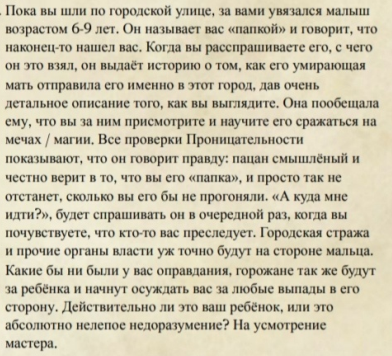 . Пока вы шли по городской улице, за вами увязался малыш
возрастом 6-9 лет. Он называет вас «папкой» и говорит, что
наконец-то нашел вас. Когда вы расспрашиваете его, с чего
он это взял, он выдаёт историю о том, как его умирающая
мать отправила его именно в этот город, дав очень
детальное описание того, как вы выглядите. Она пообещала
ему, что вы за ним присмотрите и научите его сражаться на
мечах / магии. Все проверки Проницательности
показывают, что он говорит правду: пацан смышлёный и
честно верит в то, что вы его «папка», и просто так не
отстанет, сколько вы его бы не прогоняли. «А куда мне
идти?», будет спрашивать он в очередной раз, когда вы
почувствуете, что кто-то вас преследует. Городская стража
и прочие органы власти уж точно будут на стороне мальца.
Какие бы ни были у вас оправдания, горожане так же будут
за ребёнка и начнут осуждать вас за любые выпады в его
сторону. Действительно ли это ваш ребёнок, или это
абсолютно нелепое недоразумение? На усмотрение
мастера.